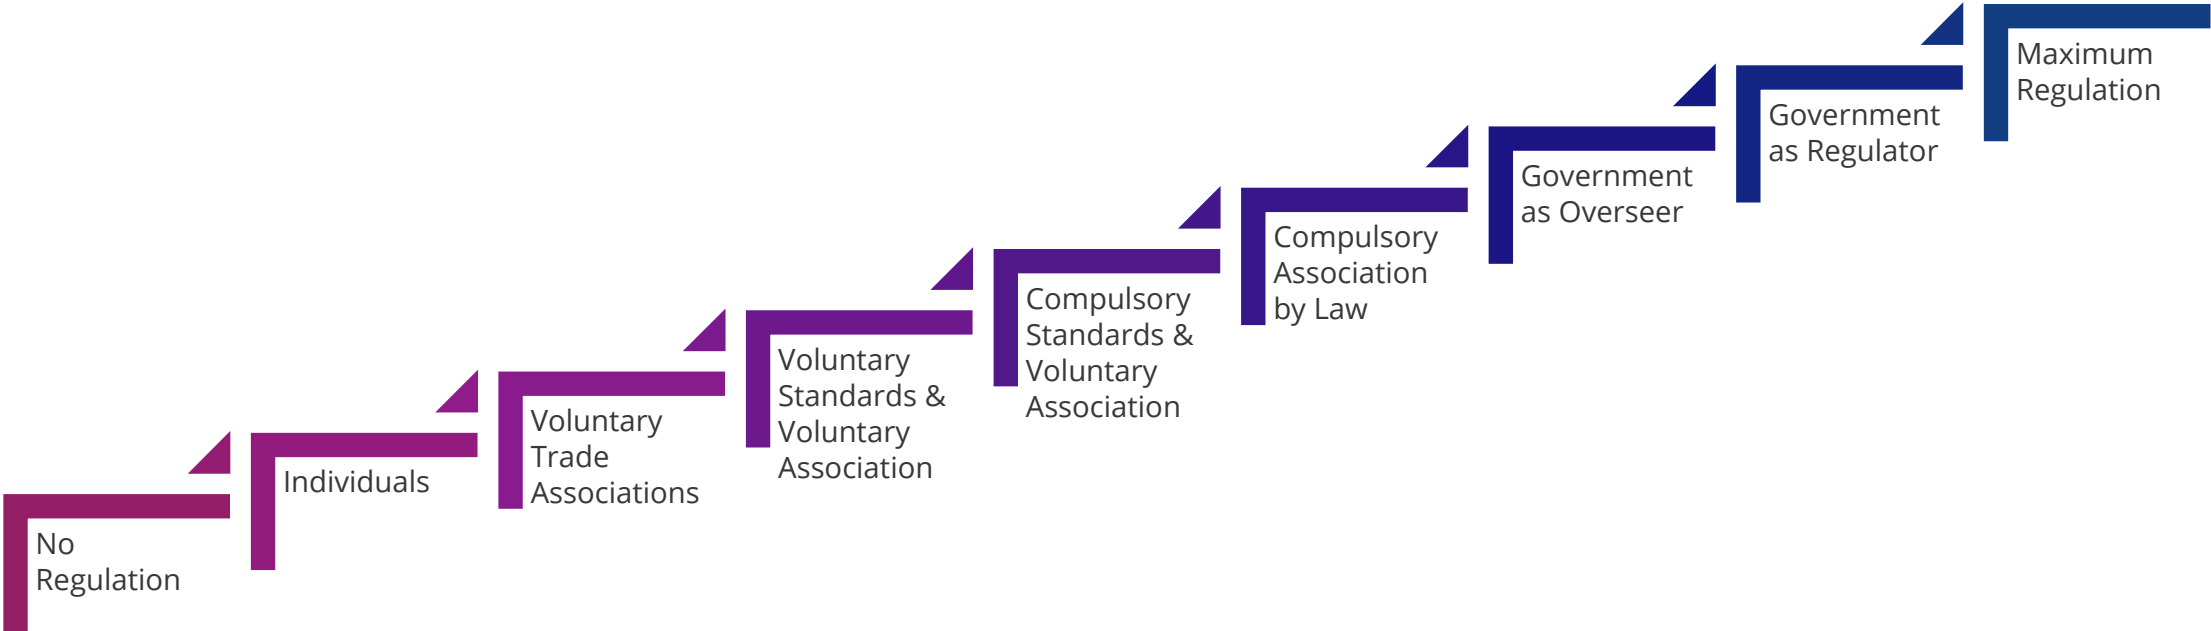 No
Regulation
Individuals
Voluntary
Trade
Associations
Voluntary
Standards &
Voluntary
Association
Compulsory
Standards &
Voluntary
Association
Compulsory
Association
by Law
Government
as Overseer
Government
as Regulator
Maximum
Regulation